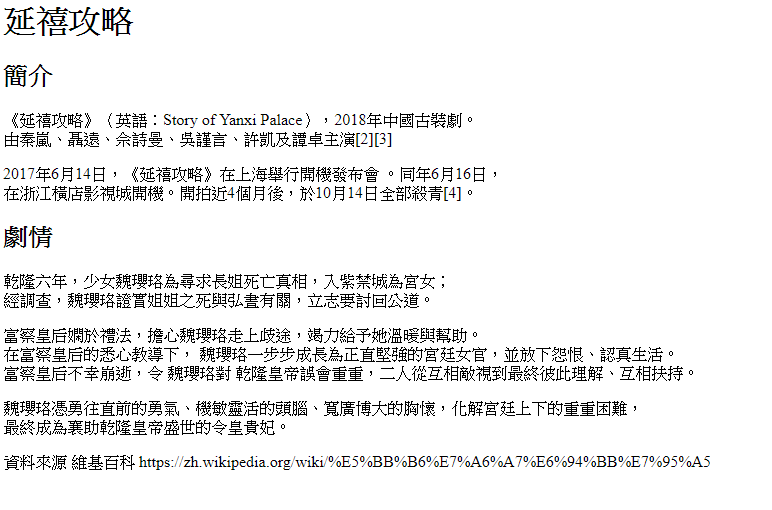 延禧攻略
簡介
《延禧攻略》（英語：Story of Yanxi Palace），2018年中國古裝劇。
由秦嵐、聶遠、佘詩曼、吳謹言、許凱及譚卓主演[2][3]
2017年6月14日，《延禧攻略》在上海舉行開機發布會 。同年6月16日，
在浙江橫店影視城開機。開拍近4個月後，於10月14日全部殺青[4]。
劇情
乾隆六年，少女魏瓔珞為尋求長姐死亡真相，入紫禁城為宮女；
經調查，魏瓔珞證實姐姐之死與弘晝有關，立志要討回公道。
富察皇后嫻於禮法，擔心魏瓔珞走上歧途，竭力給予她溫暖與幫助。
在富察皇后的悉心教導下， 魏瓔珞一步步成長為正直堅強的宮廷女官，並放下怨恨、認真生活。
富察皇后不幸崩逝，令 魏瓔珞對 乾隆皇帝誤會重重，二人從互相敵視到最終彼此理解、互相扶持。
魏瓔珞憑勇往直前的勇氣、機敏靈活的頭腦、寬廣博大的胸懷，化解宮廷上下的重重困難，
最終成為襄助乾隆皇帝盛世的令皇貴妃。
資料來源 維基百科 https://zh.wikipedia.org/wiki/%E5%BB%B6%E7%A6%A7%E6%94%BB%E7%95%A5